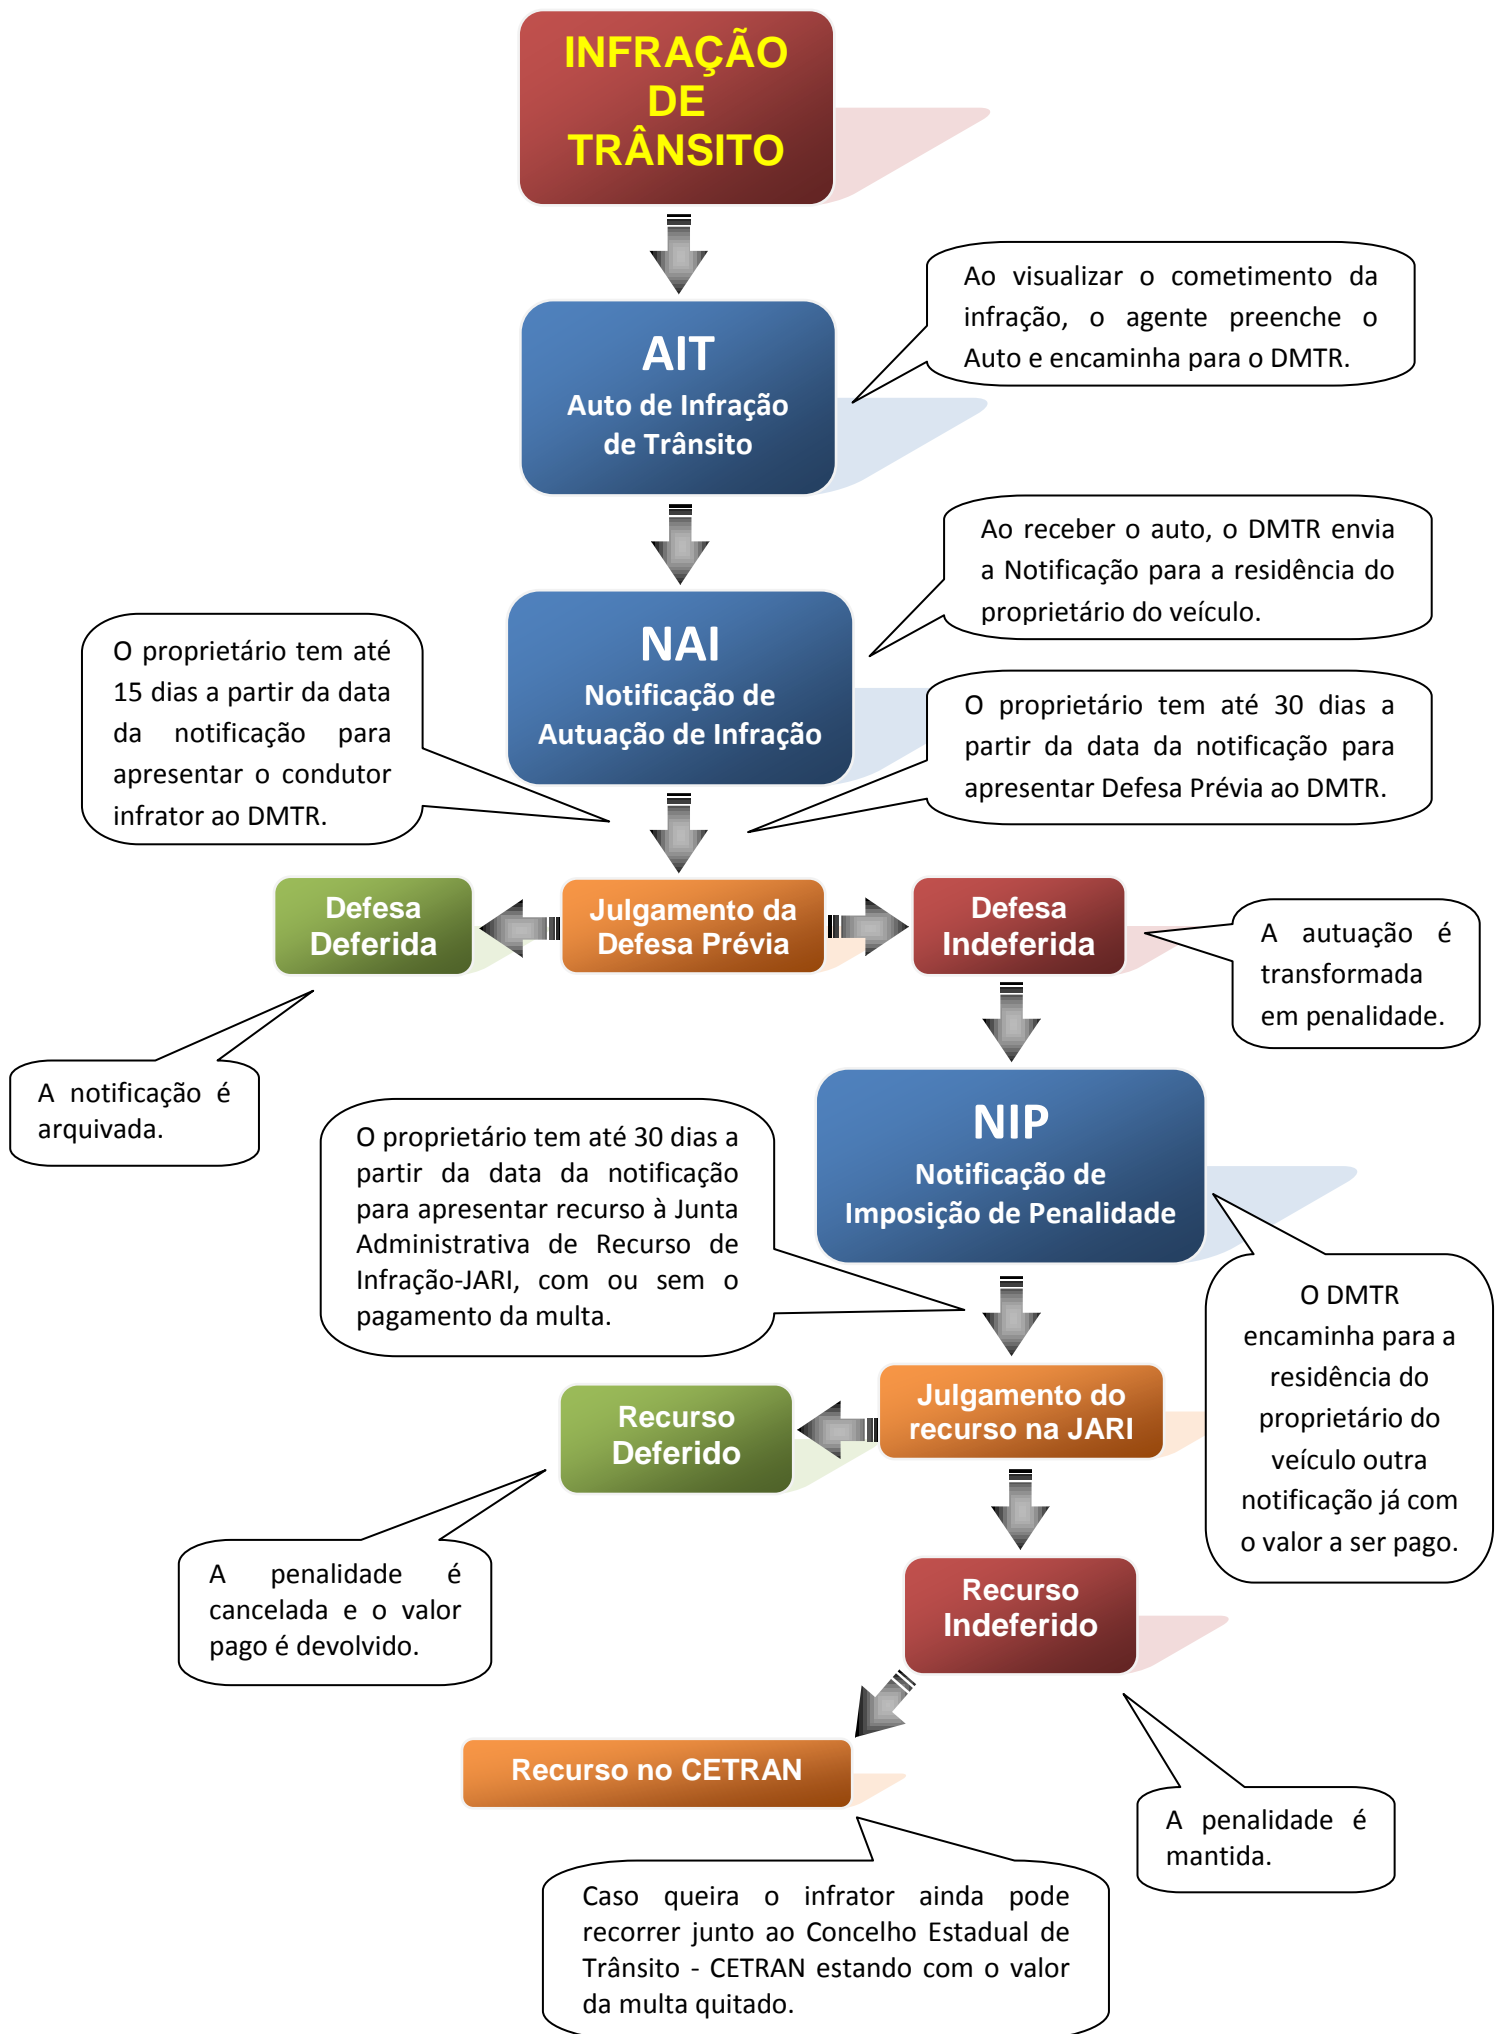 INFRAÇÃO
DE
TRÂNSITO
Ao visualizar o cometimento da
infração, o agente preenche o
Auto e encaminha para o DMTR.
AIT
Auto de Infração
de Trânsito
Ao receber o auto, o DMTR envia
a Notificação para a residência do
proprietário do veículo.
NAI
Notificação de
Autuação de Infração
O proprietário tem até
15 dias a partir da data
da notificação para
apresentar o condutor
infrator ao DMTR.
O proprietário tem até 30 dias a
partir da data da notificação para
apresentar Defesa Prévia ao DMTR.
Defesa
Deferida
Julgamento da
Defesa Prévia
Defesa
Indeferida
A autuação é
transformada
em penalidade.
A notificação é
arquivada.
NIP
Notificação de
Imposição de Penalidade
O proprietário tem até 30 dias a
partir da data da notificação
para apresentar recurso à Junta
Administrativa de Recurso de
Infração-JARI, com ou sem o
pagamento da multa.
O DMTR
encaminha para a
residência do
proprietário do
veículo outra
notificação já com
o valor a ser pago.
Julgamento do
recurso na JARI
Recurso
Deferido
A penalidade é
cancelada e o valor
pago é devolvido.
Recurso
Indeferido
Recurso no CETRAN
A penalidade é
mantida.
Caso queira o infrator ainda pode
recorrer junto ao Concelho Estadual de
Trânsito - CETRAN estando com o valor
da multa quitado.